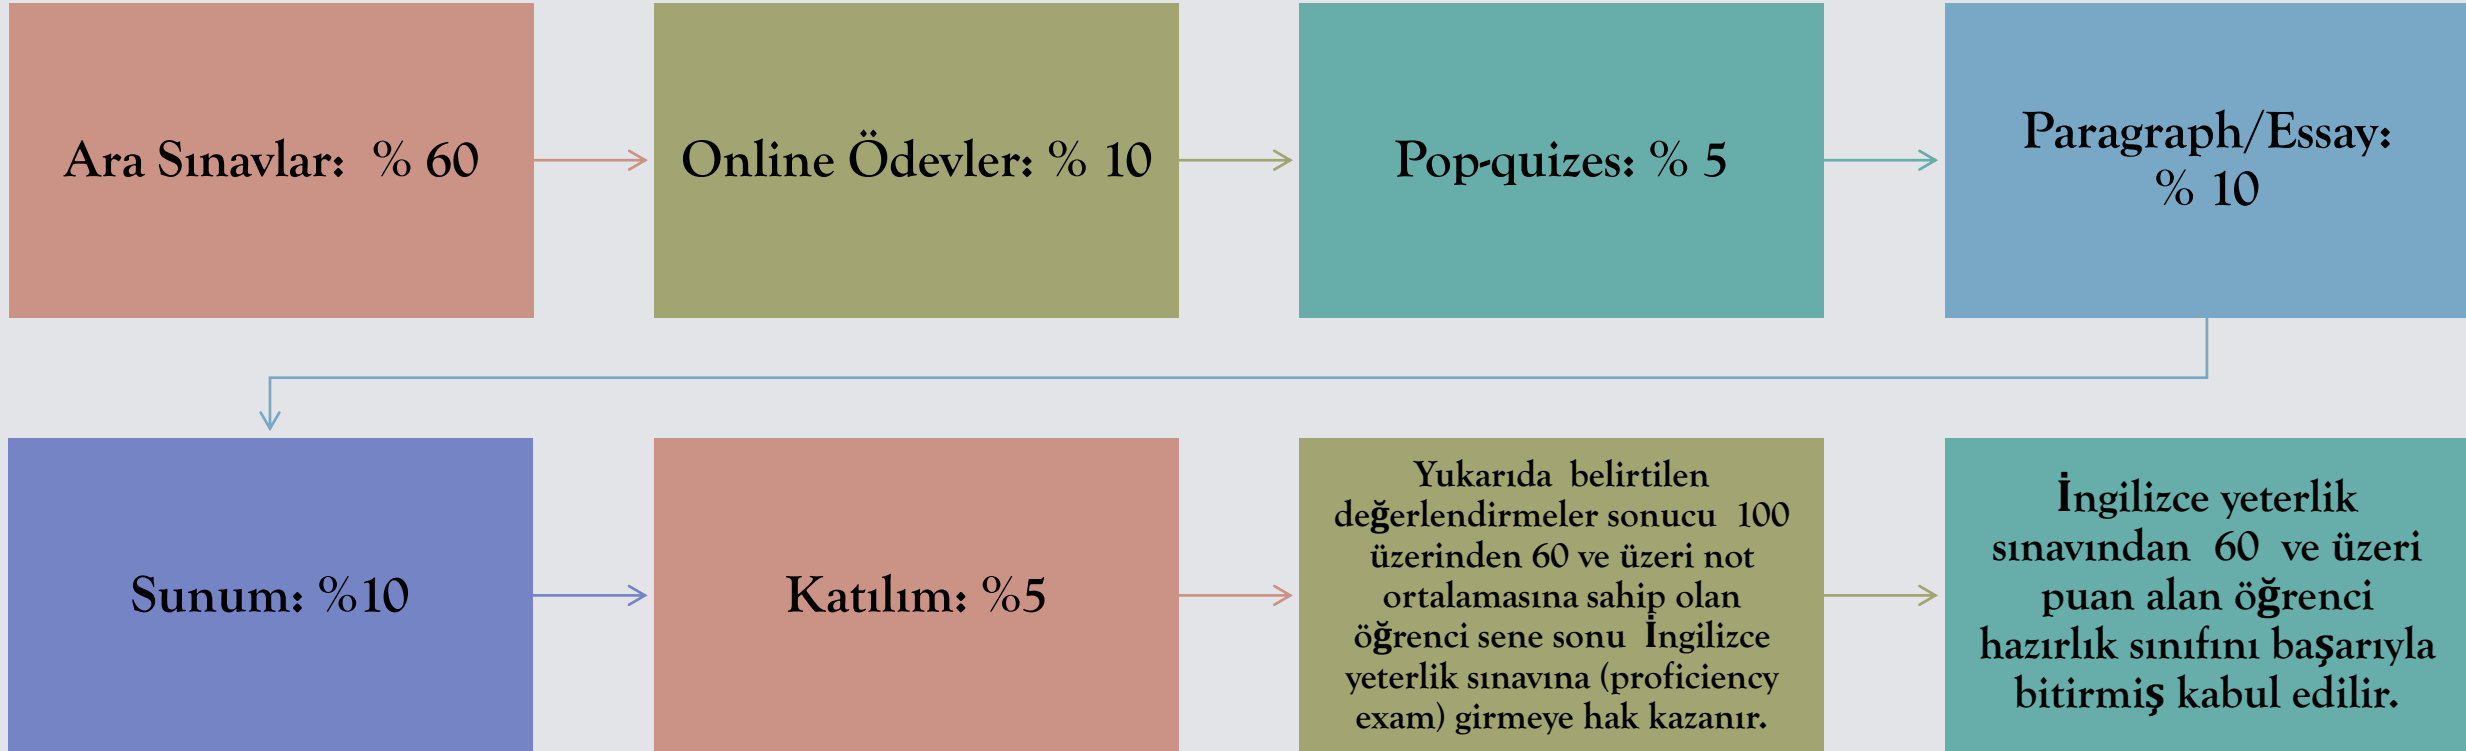 Ara Sınavlar:  % 60
Online Ödevler: % 10
Pop-quizes: % 5
Paragraph/Essay:
% 10
Sunum: %10
Katılım: %5
Yukarıda  belirtilen
değerlendirmeler sonucu  100
üzerinden 60 ve üzeri not
ortalamasına sahip olan
öğrenci sene sonu  İngilizce
yeterlik sınavına (proficiency
exam) girmeye hak kazanır.
İngilizce yeterlik
sınavından  60  ve üzeri
puan alan öğrenci
hazırlık sınıfını başarıyla
bitirmiş kabul edilir.